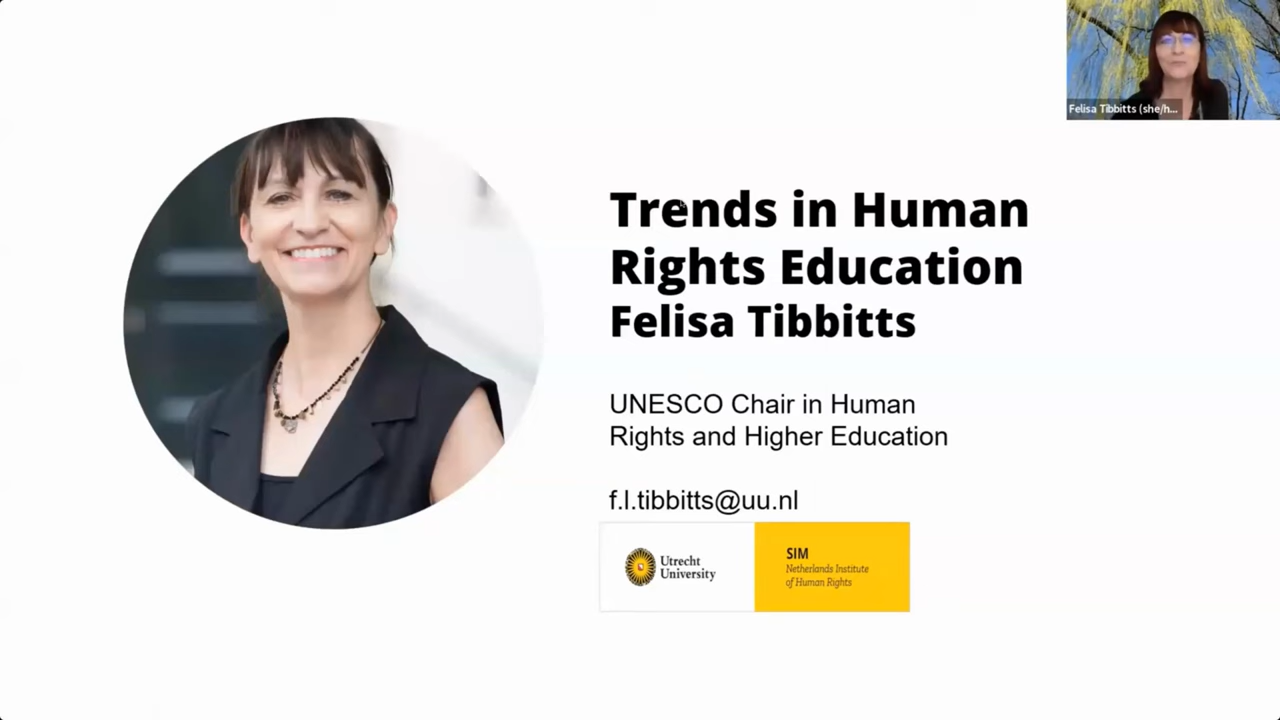 Felisa Tibbitts (she/h...
Trends in Human
Rights Education
Felisa Tibbitts
UNESCO Chair in Human
Rights and Higher Education
f.l.tibbitts@uu.nl
Utrecht
University
SIM
Netherlands Institute
of Human Rights